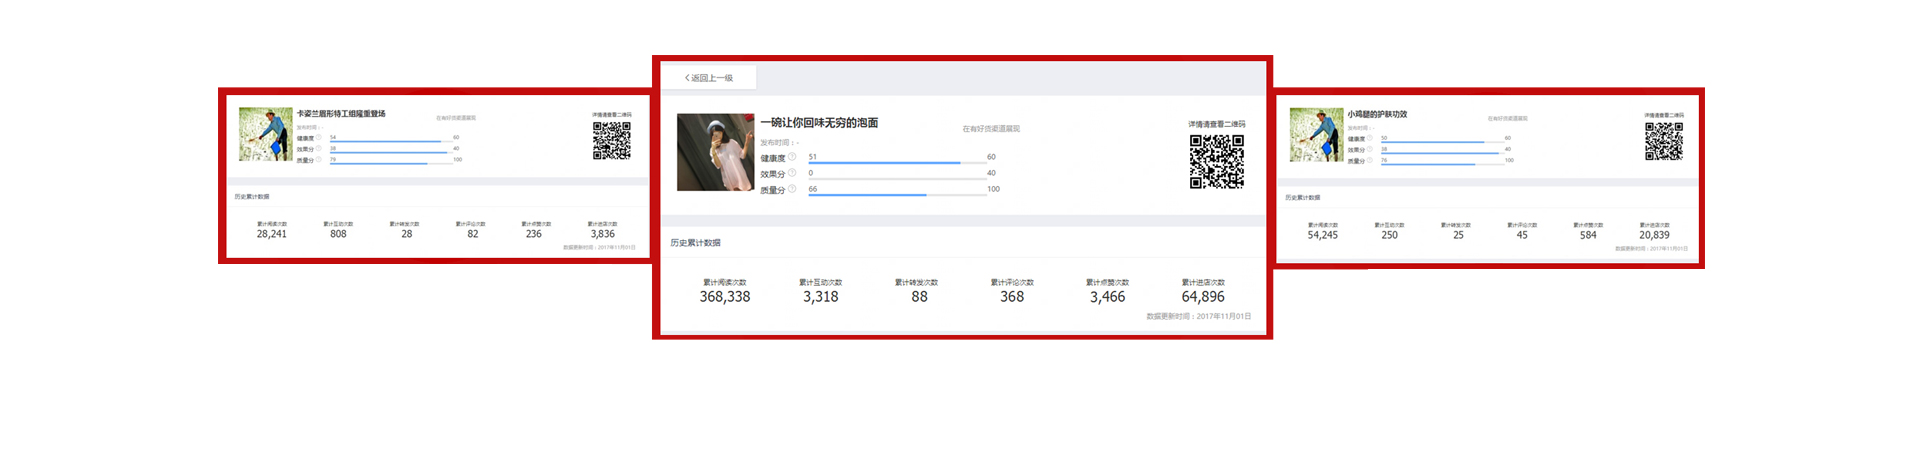 卡姿兰眉形特工组隆重登场
在有好货渠道展现
详情请查看二维码
发布时间：-
健康度 54 60
效果分 38 40
质量分 79 100
历史累计数据
累计阅读次数 累计互动次数 累计转发次数 累计评论次数 累计点赞次数 累计进店次数
28,241 808 28 82 236 3,836
数据更新时间：2017年11月01日
返回上一级
一碗让你回味无穷的泡面
在有好货渠道展现
详情请查看二维码
发布时间：-
健康度 51 60
效果分 0 40
质量分 66 100
历史累计数据
累计阅读次数 累计互动次数 累计转发次数 累计评论次数 累计点赞次数 累计进店次数
368,338 3,318 88 368 3,466 64,896
数据更新时间：2017年11月01日
小鸡腿的护肤功效
在有好货渠道展现
详情请查看二维码
发布时间：-
健康度 50 60
效果分 38 40
质量分 76 100
历史累计数据
累计阅读次数 累计互动次数 累计转发次数 累计评论次数 累计点赞次数 累计进店次数
54,245 250 25 45 584 20,839
数据更新时间：2017年11月01日